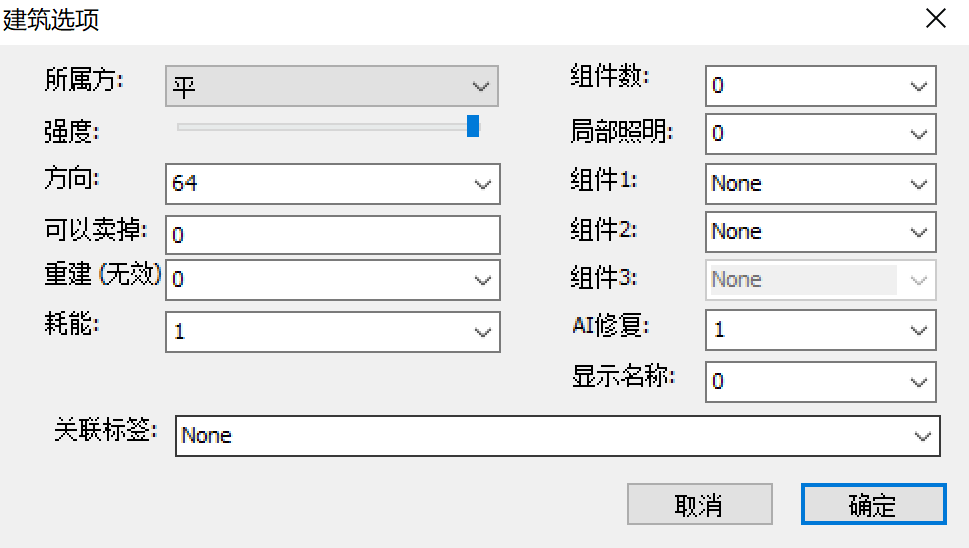 建筑选项
所属方: 平
强度:
方向: 64
可以卖掉: 0
重建 (无效) 0
耗能: 1
组件数: 0
局部照明: 0
组件1: None
组件2: None
组件3: None
AI修复: 1
显示名称: 0
关联标签: None
取消 确定